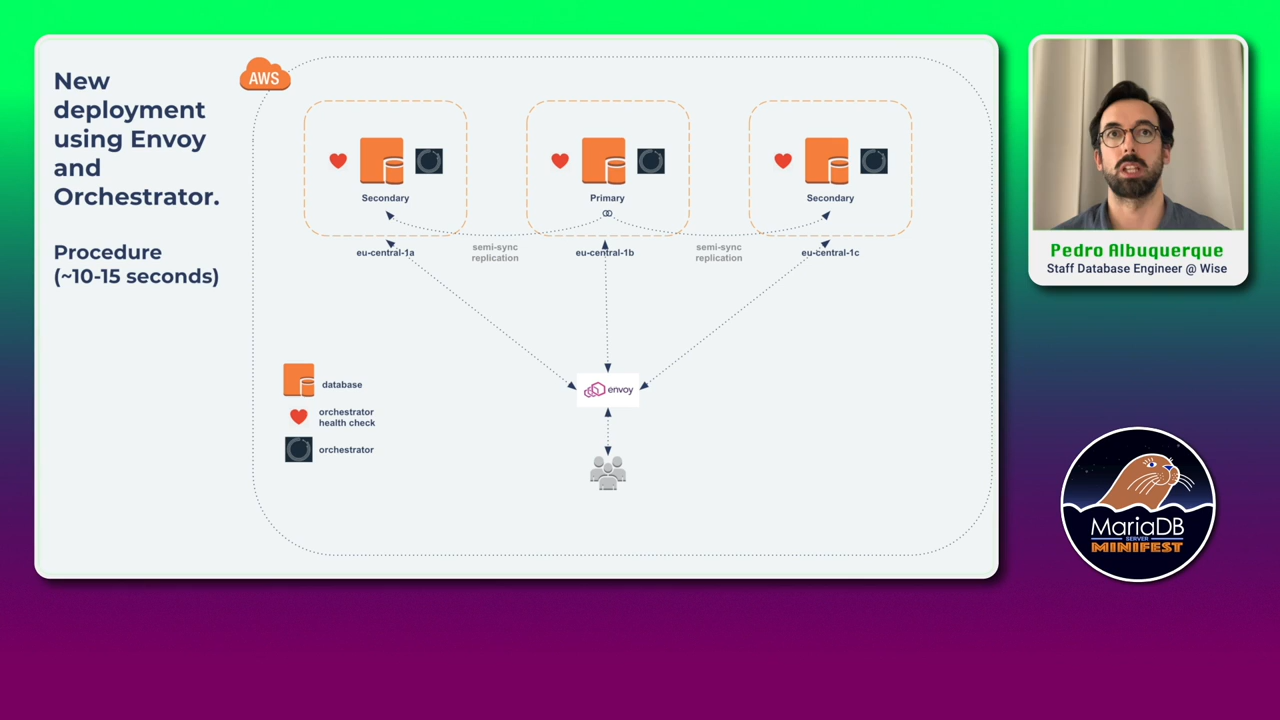 New
deployment
using Envoy
and
Orchestrator.
Procedure
(~10-15 seconds)
AWS
Secondary
Primary
Secondary
eu-central-1a
semi-sync
replication
eu-central-1b
semi-sync
replication
eu-central-1c
database
orchestrator
health check
orchestrator
envoy
Pedro Albuquerque
Staff Database Engineer @ Wise
MariaDB
SERVER
MINIFEST